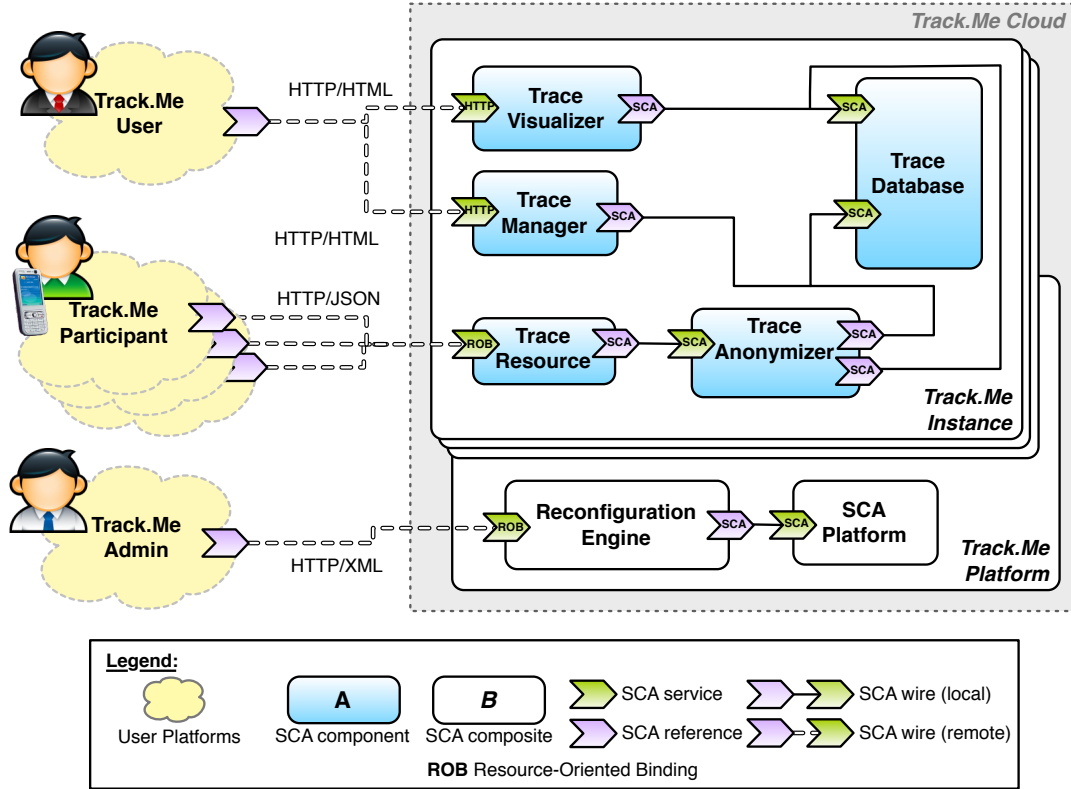 Track.Me Cloud
Track.Me
User
HTTP/HTML
HTTP
Trace
Visualizer
SCA
SCA
Trace
Database
SCA
HTTP
Trace
Manager
SCA
HTTP/HTML
Track.Me
Participant
HTTP/JSON
ROB
Trace
Resource
SCA
SCA
Trace
Anonymizer
SCA
SCA
Track.Me
Instance
Track.Me
Admin
HTTP/XML
ROB
Reconfiguration
Engine
SCA
SCA
SCA
Platform
Track.Me
Platform
Legend:
User Platforms
A
SCA component
B
SCA composite
SCA service
SCA reference
SCA wire (local)
SCA wire (remote)
ROB Resource-Oriented Binding